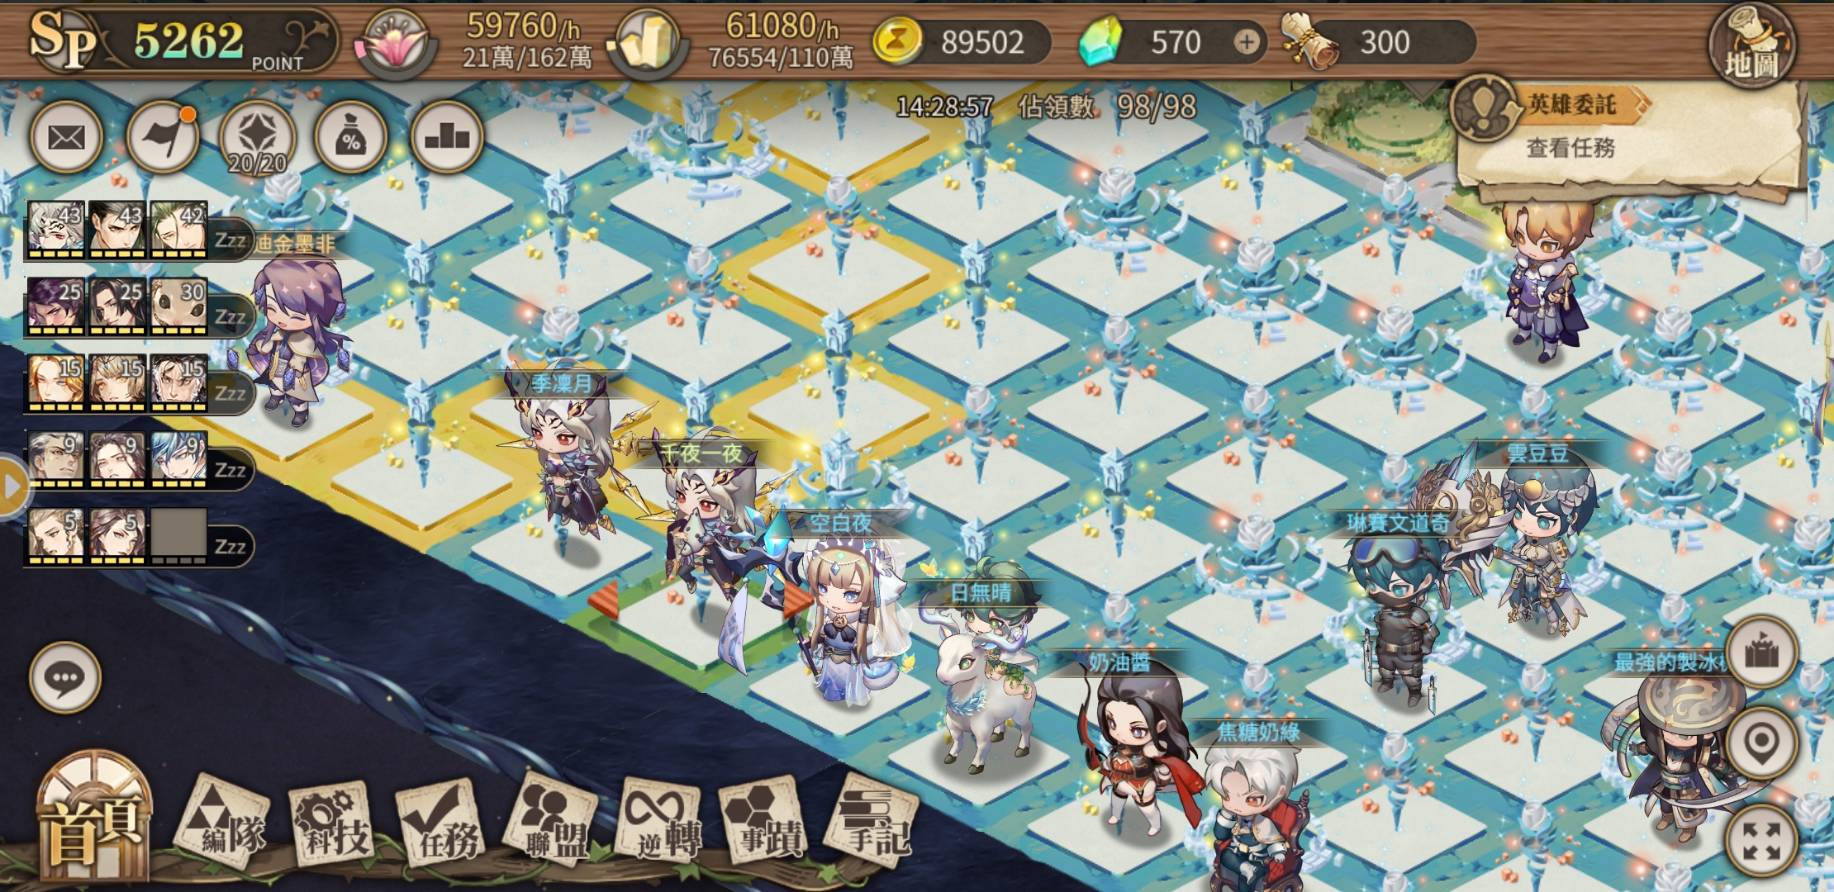 SP 5262 POINT
59760/h
21萬/162萬
61080/h
76554/110萬
89502
570
300
地圖
14:28:57 佔領數 98/98
英雄委託
查看任務
20/20
43 43 42 Zzz
迪金墨非
25 25 30 Zzz
15 15 15 Zzz
9 9 9 Zzz
5 5 Zzz
季凜月
千夜一夜
空白夜
日無晴
奶油醬
焦糖奶綠
琳賽文道奇
雲豆豆
最強的製冰
首頁
編隊
科技
任務
聯盟
逆轉
事蹟
手記